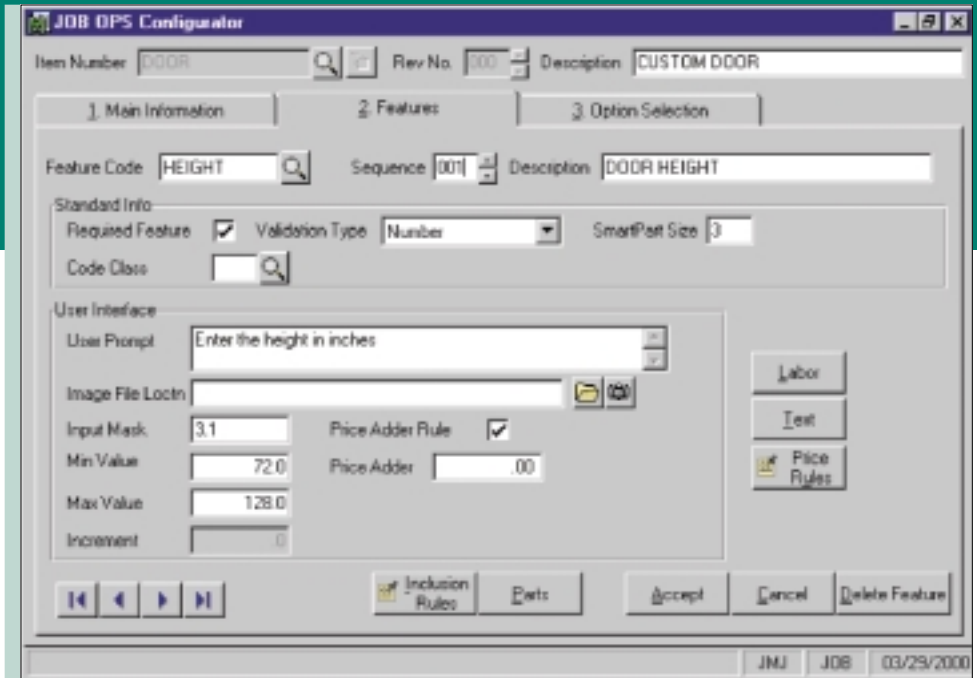 JOB OPS Configurator
Item Number DOOR Rev No. 000 Description CUSTOM DOOR
1. Main Information 2. Features 3. Option Selection
Feature Code HEIGHT Sequence 001 Description DOOR HEIGHT
Standard Info
Required Feature Validation Type Number SmartPart Size 3
Code Class
User Interface
User Prompt Enter the height in inches
Image File Loctn
Input Mask 3.1 Price Adder Rule
Min Value 72.0 Price Adder .00
Max Value 128.0
Increment .0
Labor
Text
Price Rules
Inclusion Rules Parts Accept Cancel Delete Feature
JMJ JOB 03/29/2000